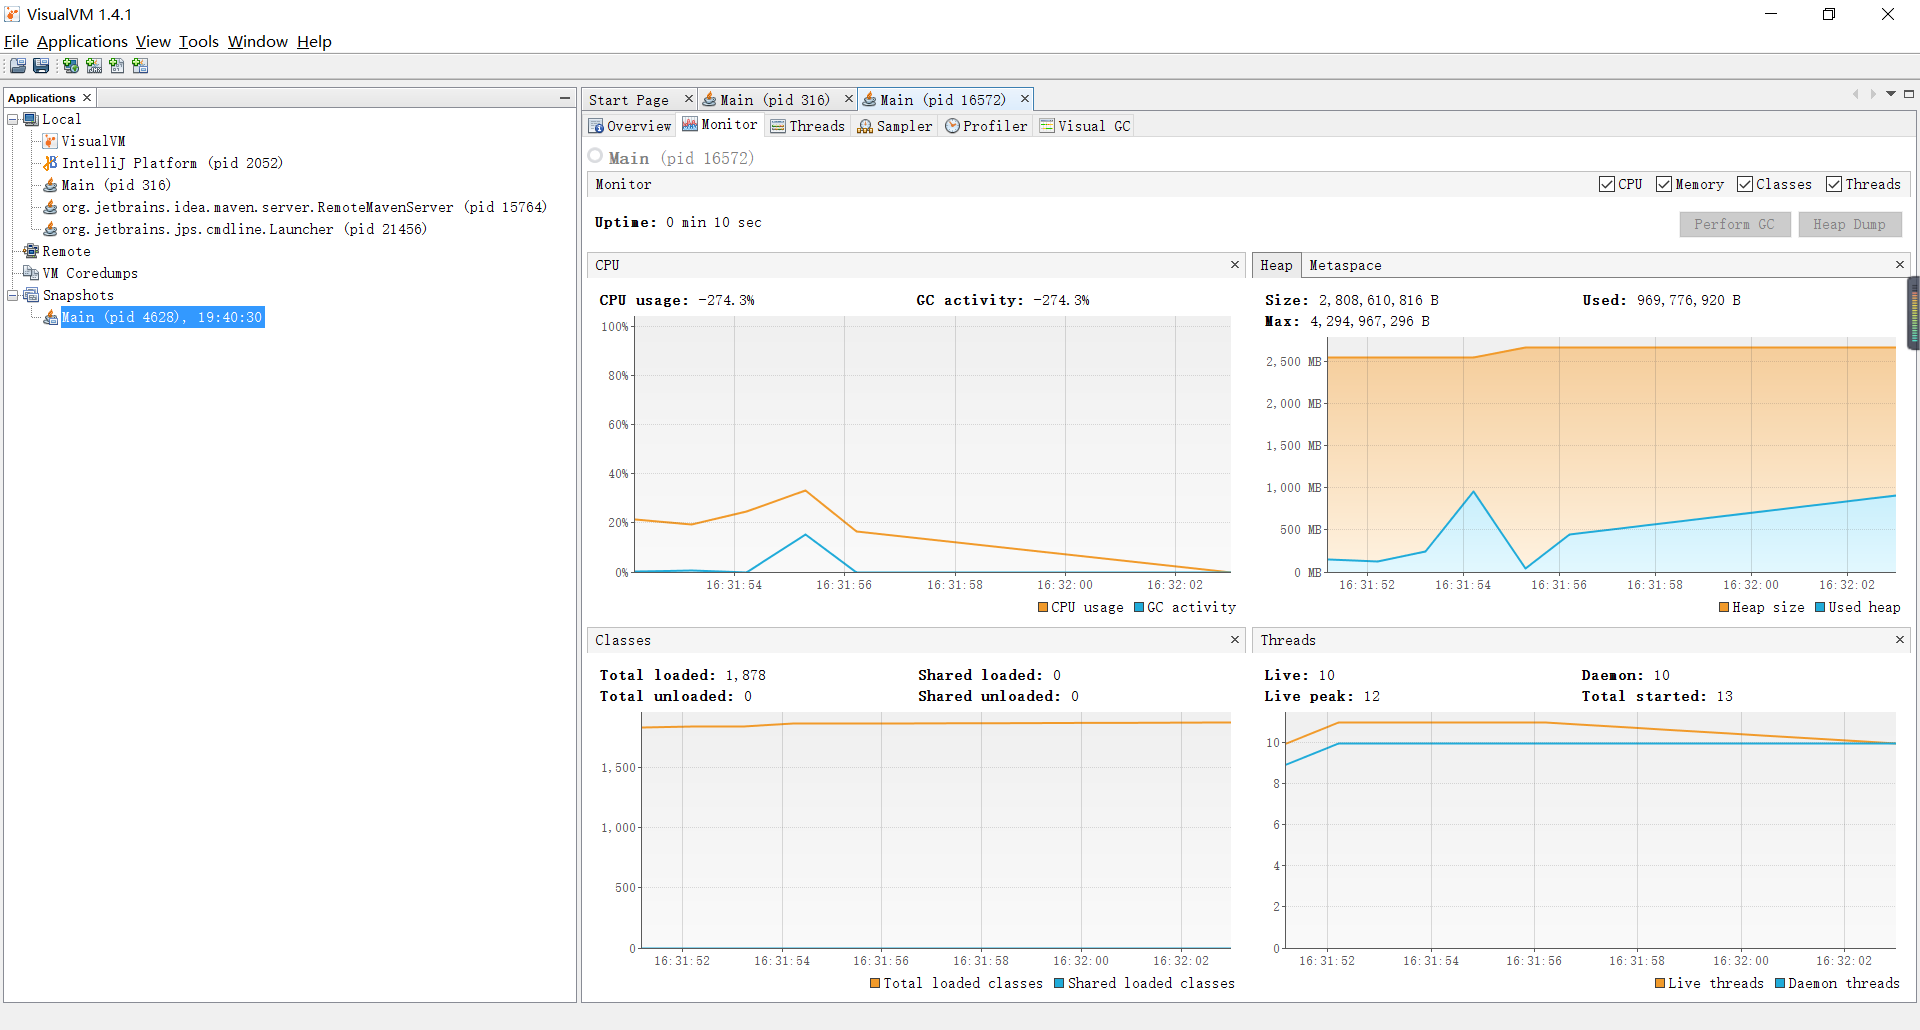 VisualVM 1.4.1
File Applications View Tools Window Help
Applications
Local
VisualVM
IntelliJ Platform (pid 2052)
Main (pid 316)
org.jetbrains.idea.maven.server.RemoteMavenServer (pid 15764)
org.jetbrains.jps.cmdline.Launcher (pid 21456)
Remote
VM Coredumps
Snapshots
Main (pid 4628), 19:40:30
Start Page Main (pid 316) Main (pid 16572)
Overview Monitor Threads Sampler Profiler Visual GC
Main (pid 16572)
Monitor CPU Memory Classes Threads
Uptime: 0 min 10 sec Perform GC Heap Dump
CPU
CPU usage: -274.3% GC activity: -274.3%
100%
80%
60%
40%
20%
0%
16:31:54 16:31:56 16:31:58 16:32:00 16:32:02
CPU usage GC activity
Heap Metaspace
Size: 2,808,610,816 B Used: 969,776,920 B
Max: 4,294,967,296 B
2,500 MB
2,000 MB
1,500 MB
1,000 MB
500 MB
0 MB
16:31:52 16:31:54 16:31:56 16:31:58 16:32:00 16:32:02
Heap size Used heap
Classes
Total loaded: 1,878 Shared loaded: 0
Total unloaded: 0 Shared unloaded: 0
1,500
1,000
500
0
16:31:52 16:31:54 16:31:56 16:31:58 16:32:00 16:32:02
Total loaded classes Shared loaded classes
Threads
Live: 10 Daemon: 10
Live peak: 12 Total started: 13
10
8
6
4
2
0
16:31:52 16:31:54 16:31:56 16:31:58 16:32:00 16:32:02
Live threads Daemon threads